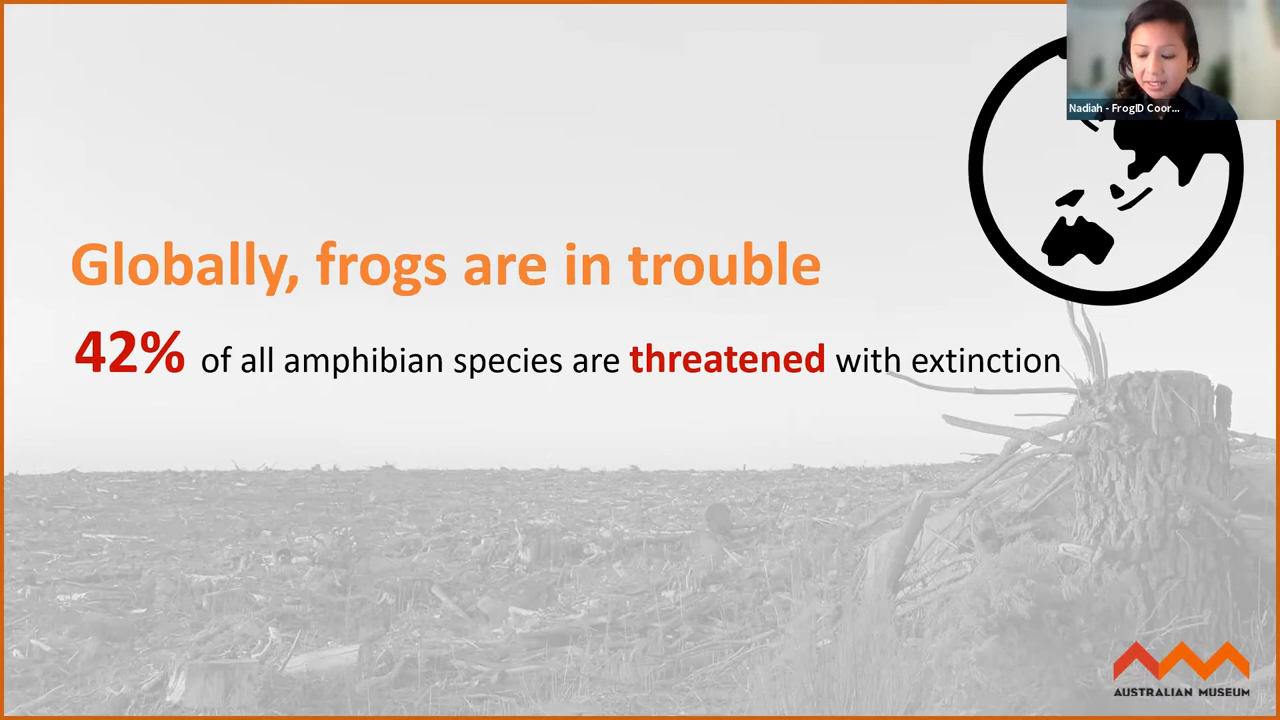 Nadiah - FrogID Coor...
Globally, frogs are in trouble
42% of all amphibian species are threatened with extinction
AUSTRALIAN MUSEUM